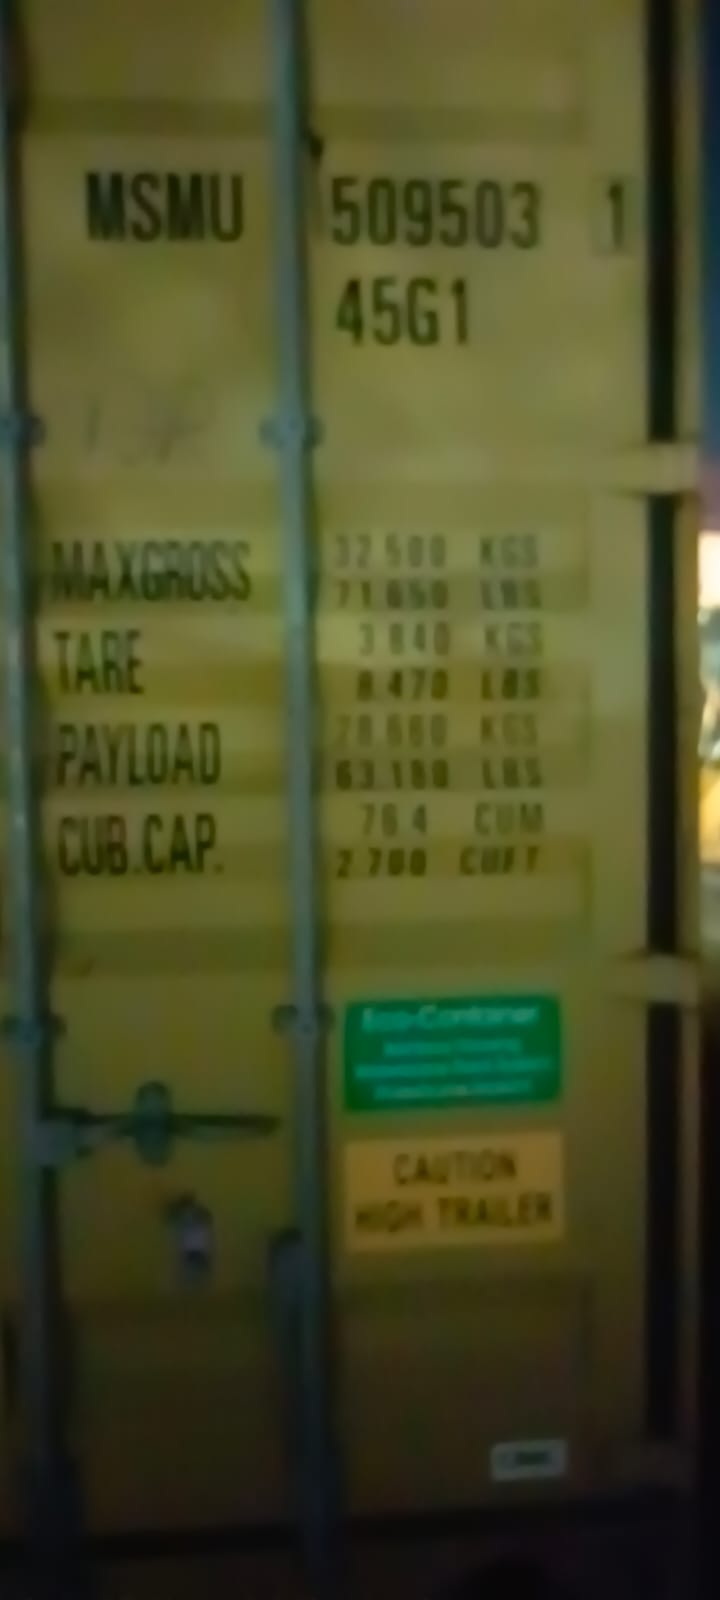 MSMU 509503 1
45G1
MAXGROSS 32.500 KGS
71.650 LBS
TARE 3.840 KGS
8.470 LBS
PAYLOAD 28.660 KGS
63.180 LBS
CUB.CAP. 76.4 CUM
2.700 CUFT
Eco-Container
CAUTION
HIGH TRAILER